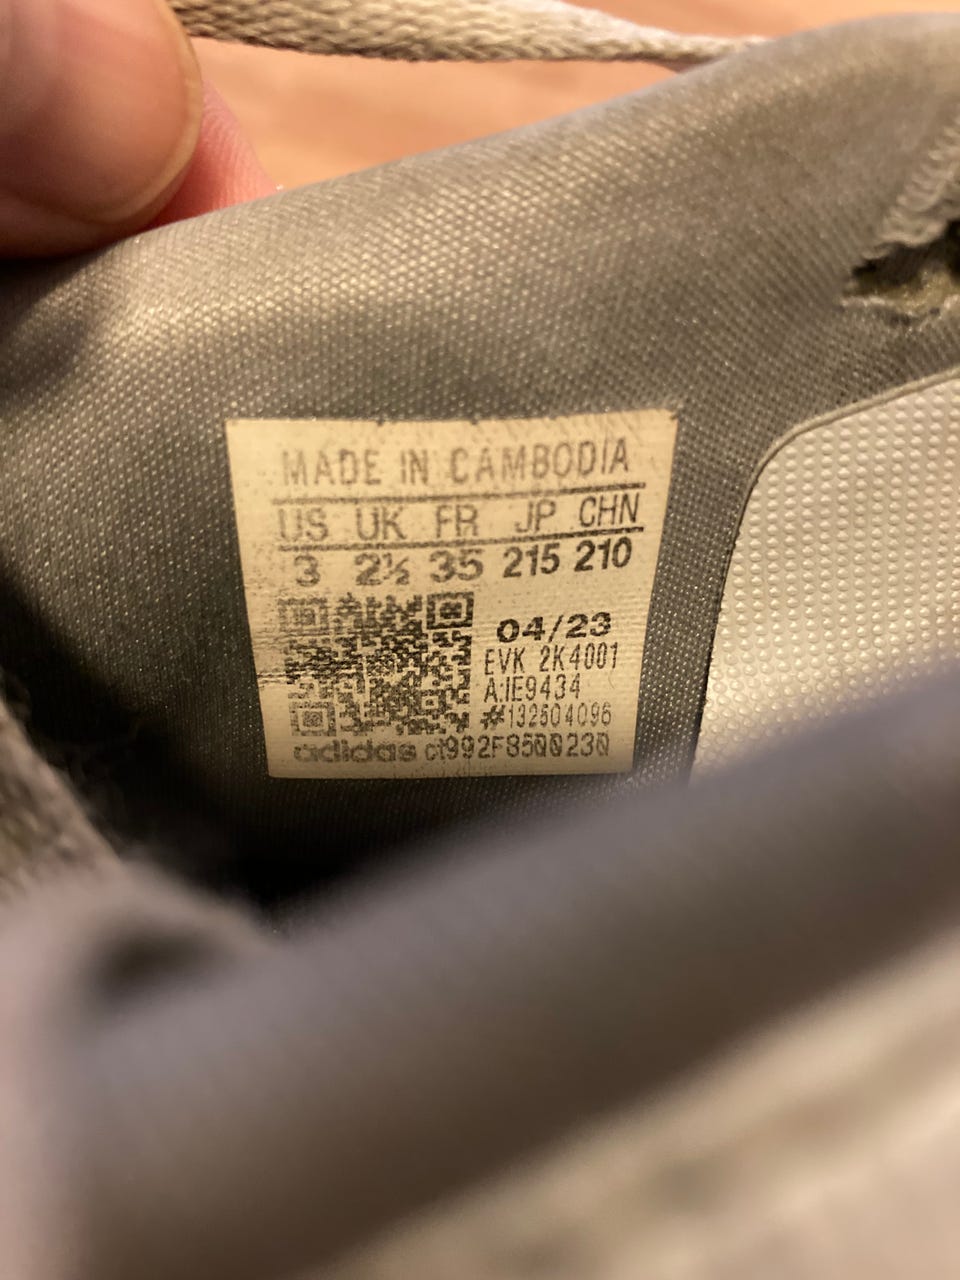 MADE IN CAMBODIA
US UK FR JP CHN
3 2½ 35 215 210
04/23
EVK 2K4001
A:IE9434
#132504096
adidas ct992F8500230